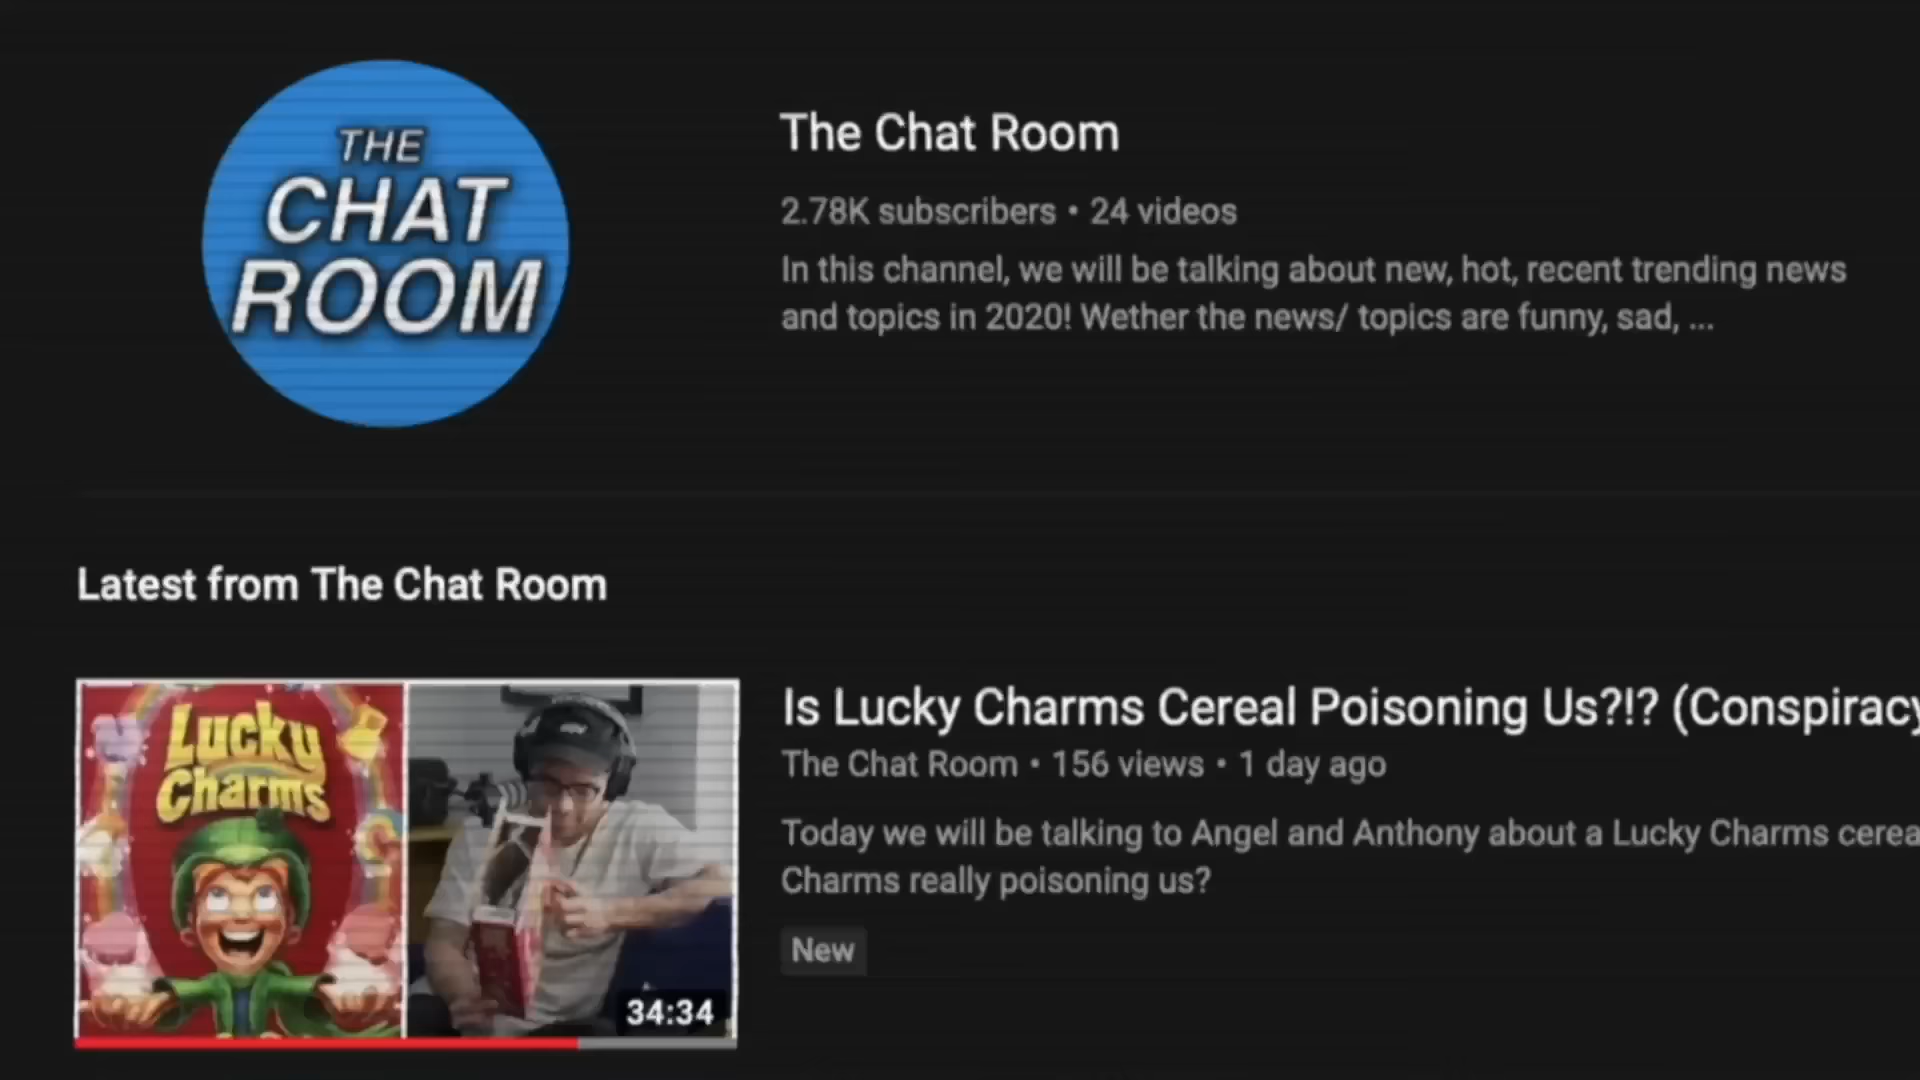 THE
CHAT
ROOM
The Chat Room
2.78K subscribers • 24 videos
In this channel, we will be talking about new, hot, recent trending news
and topics in 2020! Wether the news/ topics are funny, sad, ...
Latest from The Chat Room
Lucky
Charms
34:34
Is Lucky Charms Cereal Poisoning Us?!? (Conspiracy
The Chat Room • 156 views • 1 day ago
Today we will be talking to Angel and Anthony about a Lucky Charms cerea
Charms really poisoning us?
New